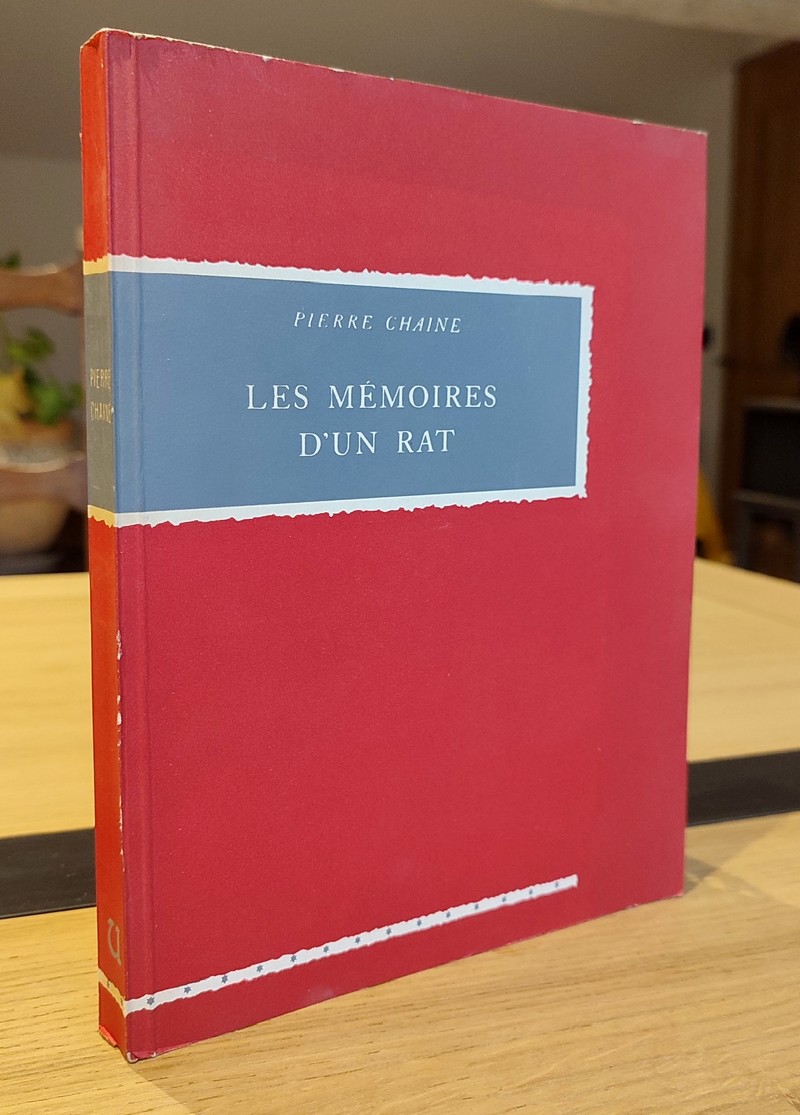 PIERRE CHAINE
LES MÉMOIRES
D'UN RAT
PIERRE
CHAINE